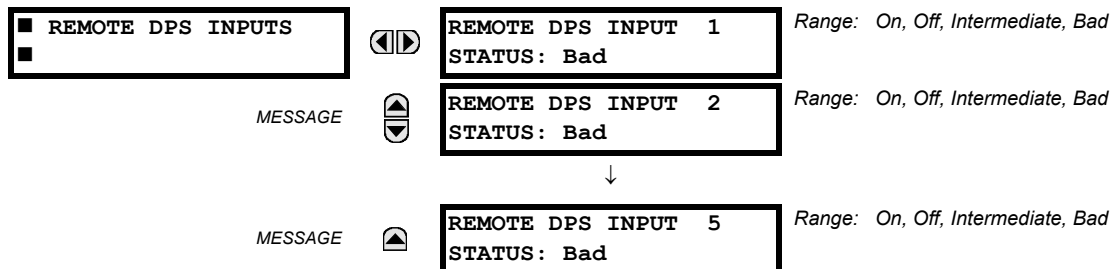 ■ REMOTE DPS INPUTS
■
REMOTE DPS INPUT 1
STATUS: Bad
Range: On, Off, Intermediate, Bad
MESSAGE
REMOTE DPS INPUT 2
STATUS: Bad
Range: On, Off, Intermediate, Bad
↓
MESSAGE
REMOTE DPS INPUT 5
STATUS: Bad
Range: On, Off, Intermediate, Bad